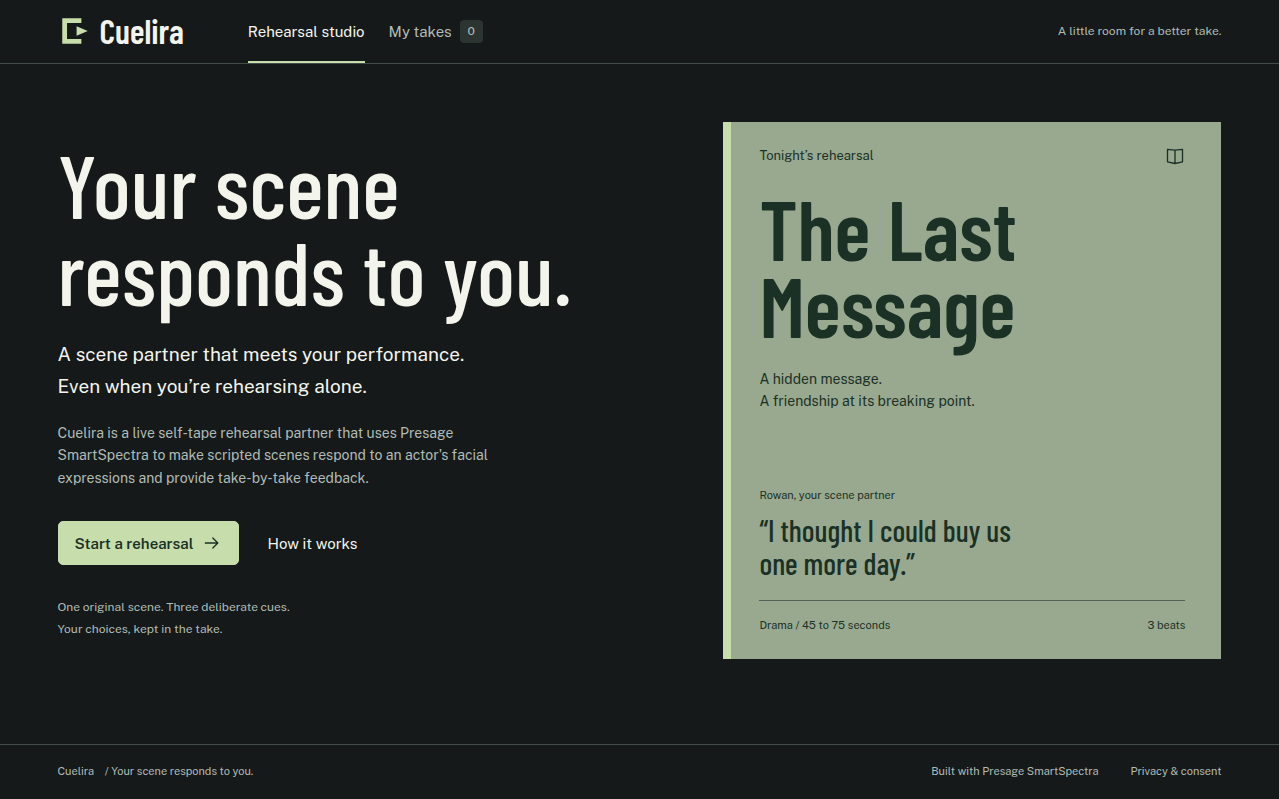 Cuelira
Rehearsal studio
My takes 0
A little room for a better take.
Your scene
responds to you.
A scene partner that meets your performance.
Even when you’re rehearsing alone.
Cuelira is a live self-tape rehearsal partner that uses Presage
SmartSpectra to make scripted scenes respond to an actor’s facial
expressions and provide take-by-take feedback.
Start a rehearsal
How it works
One original scene. Three deliberate cues.
Your choices, kept in the take.
Tonight’s rehearsal
The Last
Message
A hidden message.
A friendship at its breaking point.
Rowan, your scene partner
“I thought I could buy us
one more day.”
Drama / 45 to 75 seconds
3 beats
Cuelira / Your scene responds to you.
Built with Presage SmartSpectra
Privacy & consent